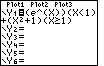 Plot1 Plot2 Plot3
\Y₁=(e^(X))(X<1)
+(X²+1)(X≥1)
\Y₂=
\Y₃=
\Y₄=
\Y₅=
\Y₆=